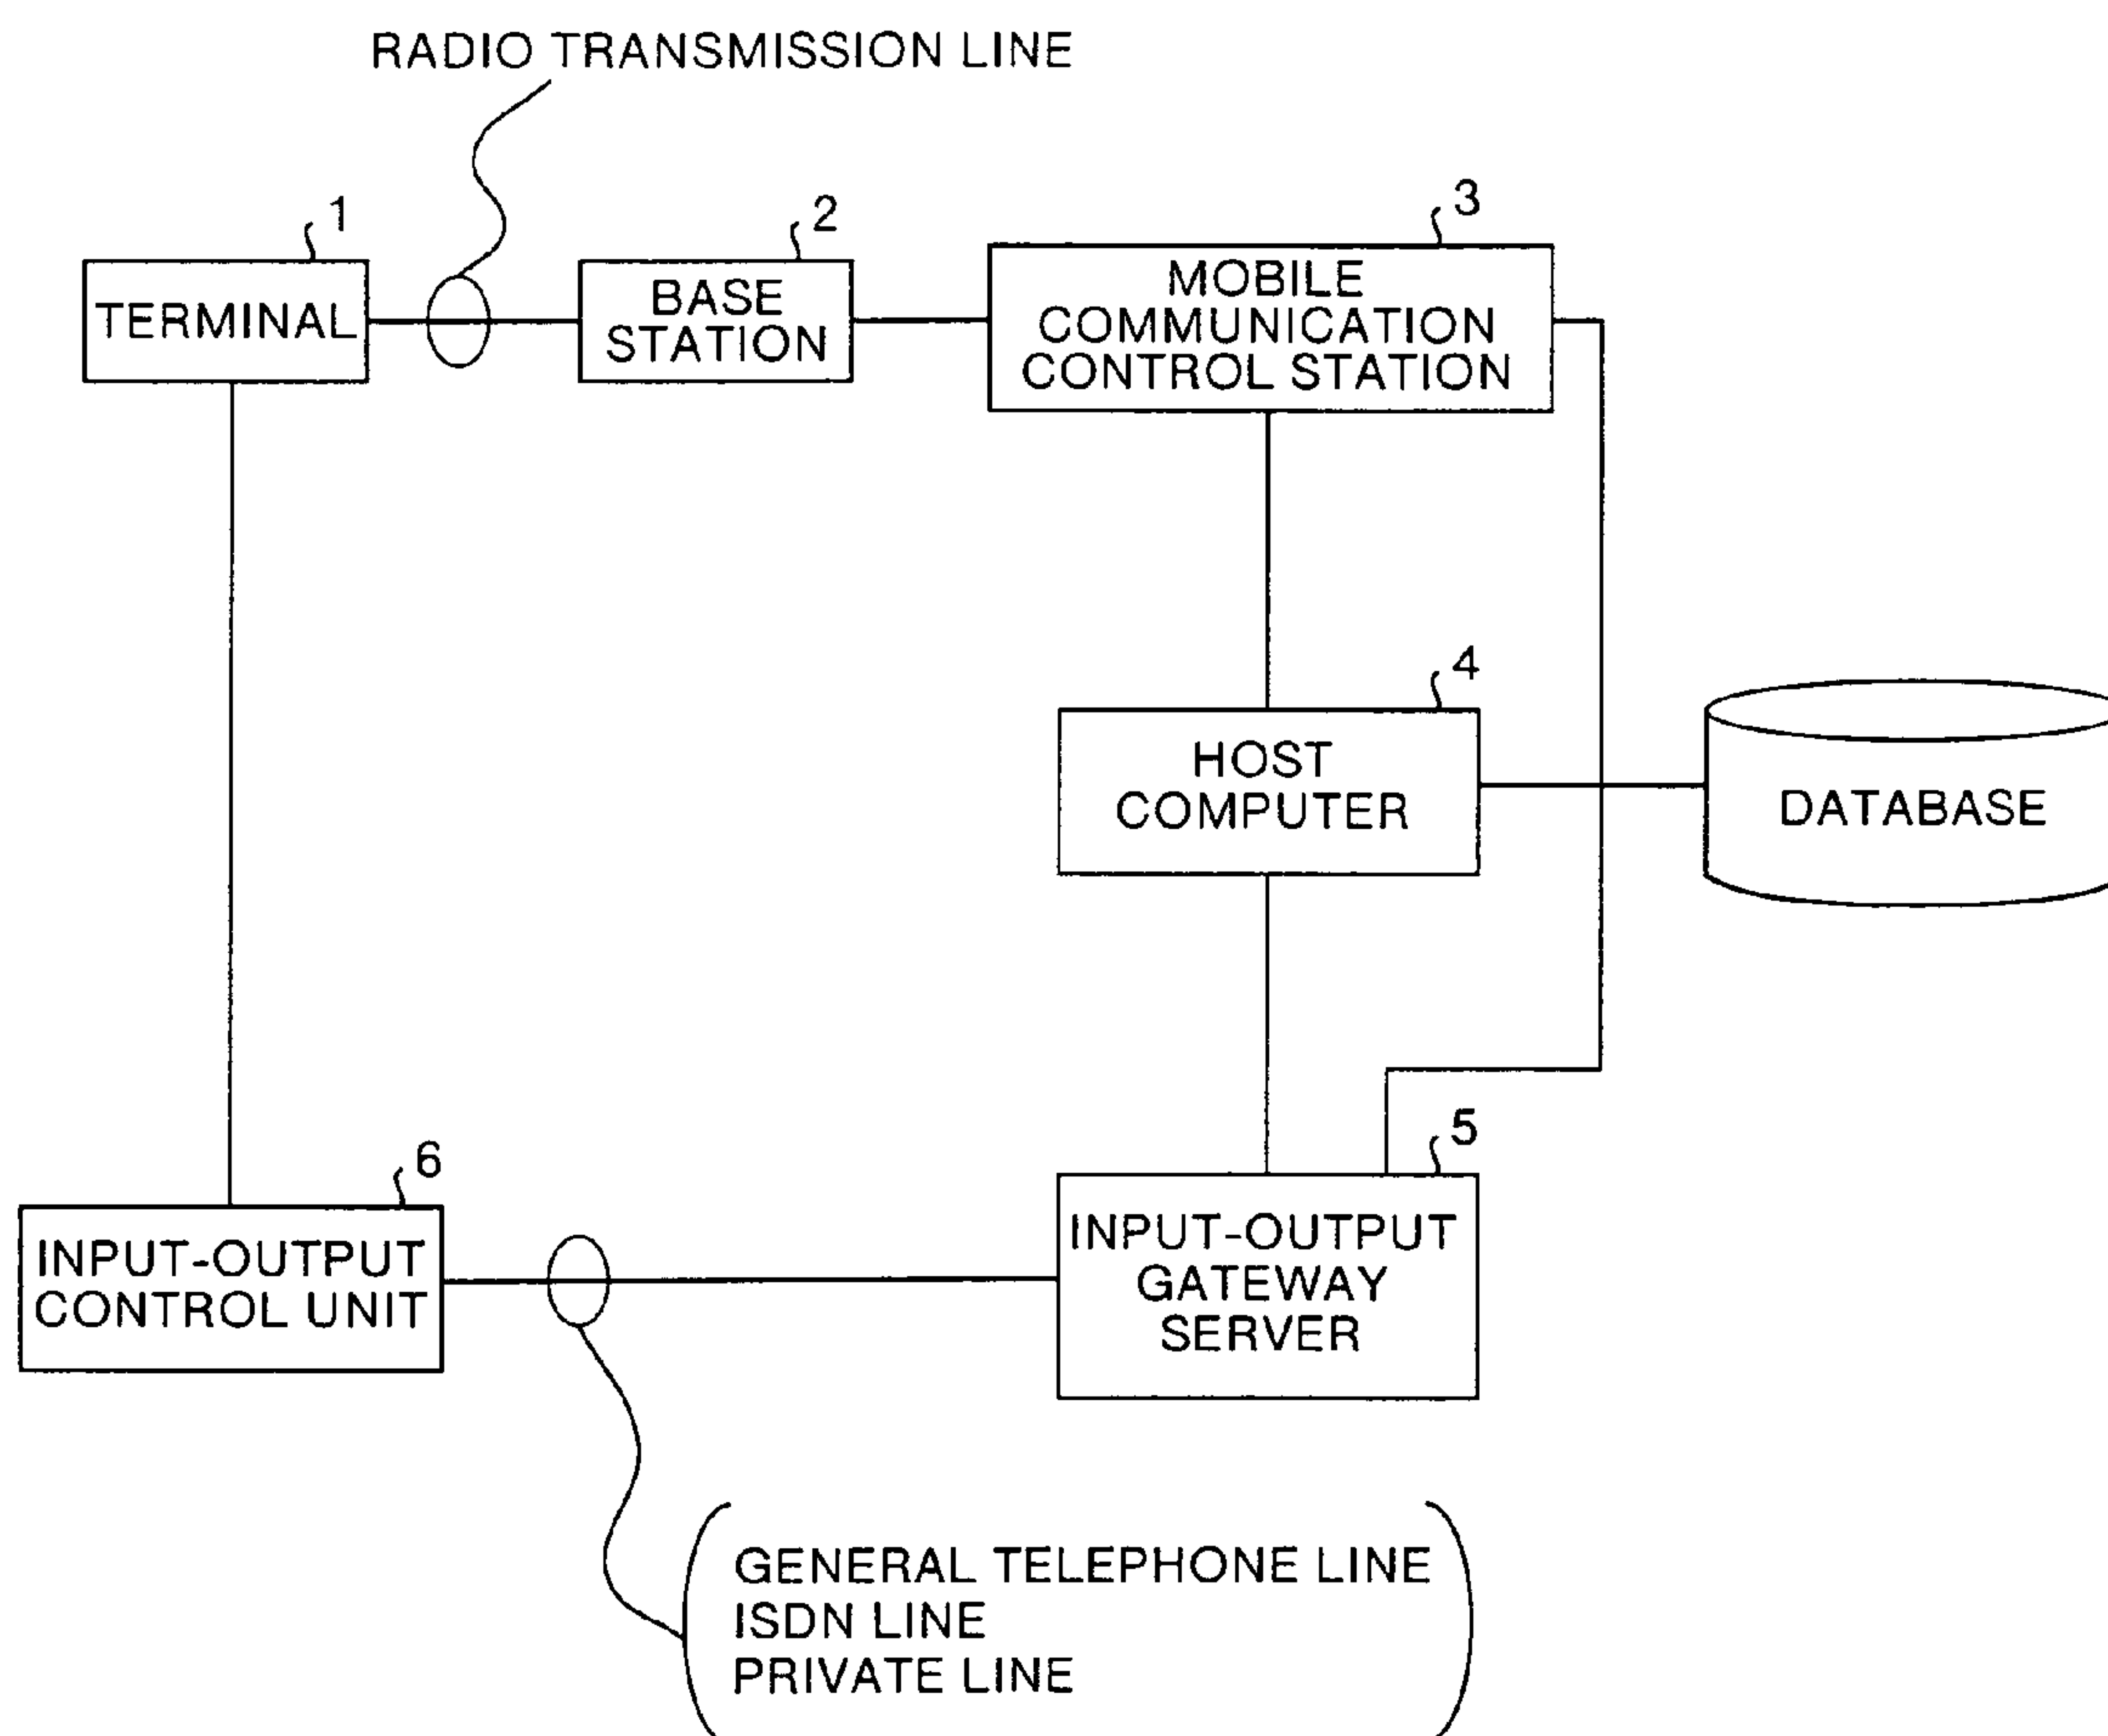 RADIO TRANSMISSION LINE
1
2
3
TERMINAL
BASE
STATION
MOBILE
COMMUNICATION
CONTROL STATION
4
HOST
COMPUTER
DATABASE
5
6
INPUT-OUTPUT
GATEWAY
SERVER
INPUT-OUTPUT
CONTROL UNIT
GENERAL TELEPHONE LINE
ISDN LINE
PRIVATE LINE